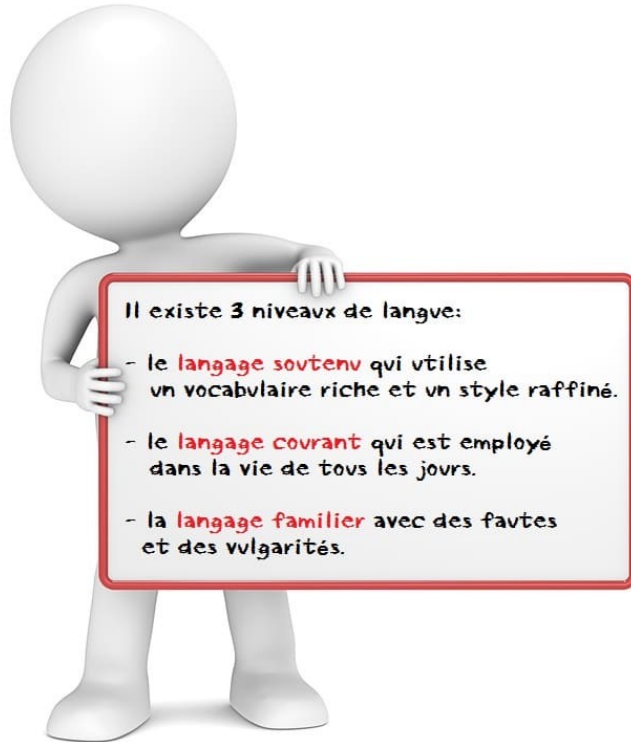 Il existe 3 niveaux de langue:
- le langage soutenu qui utilise
un vocabulaire riche et un style raffiné.
- le langage courant qui est employé
dans la vie de tous les jours.
- la langage familier avec des fautes
et des vulgarités.